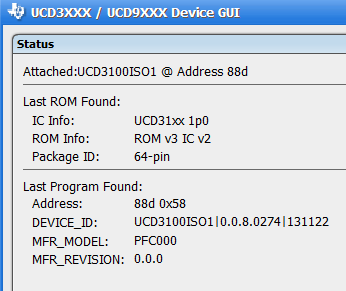 UCD3XXX / UCD9XXX Device GUI
Status
Attached:UCD3100ISO1 @ Address 88d
Last ROM Found:
IC Info: UCD31xx 1p0
ROM Info: ROM v3 IC v2
Package ID: 64-pin
Last Program Found:
Address: 88d 0x58
DEVICE_ID: UCD3100ISO1|0.0.8.0274|131122
MFR_MODEL: PFC000
MFR_REVISION: 0.0.0